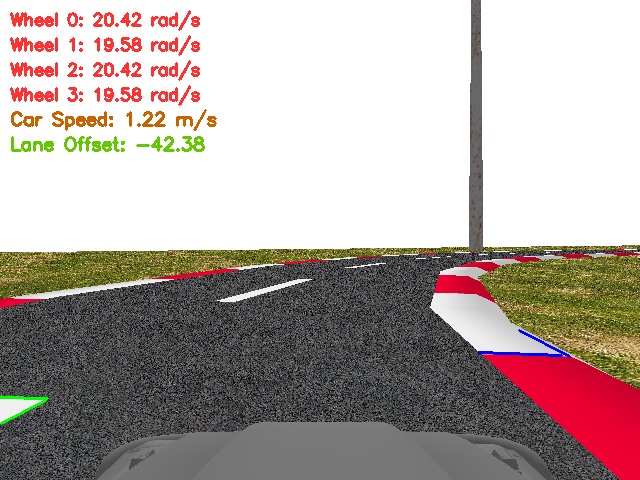 Wheel 0: 20.42 rad/s
Wheel 1: 19.58 rad/s
Wheel 2: 20.42 rad/s
Wheel 3: 19.58 rad/s
Car Speed: 1.22 m/s
Lane Offset: -42.38